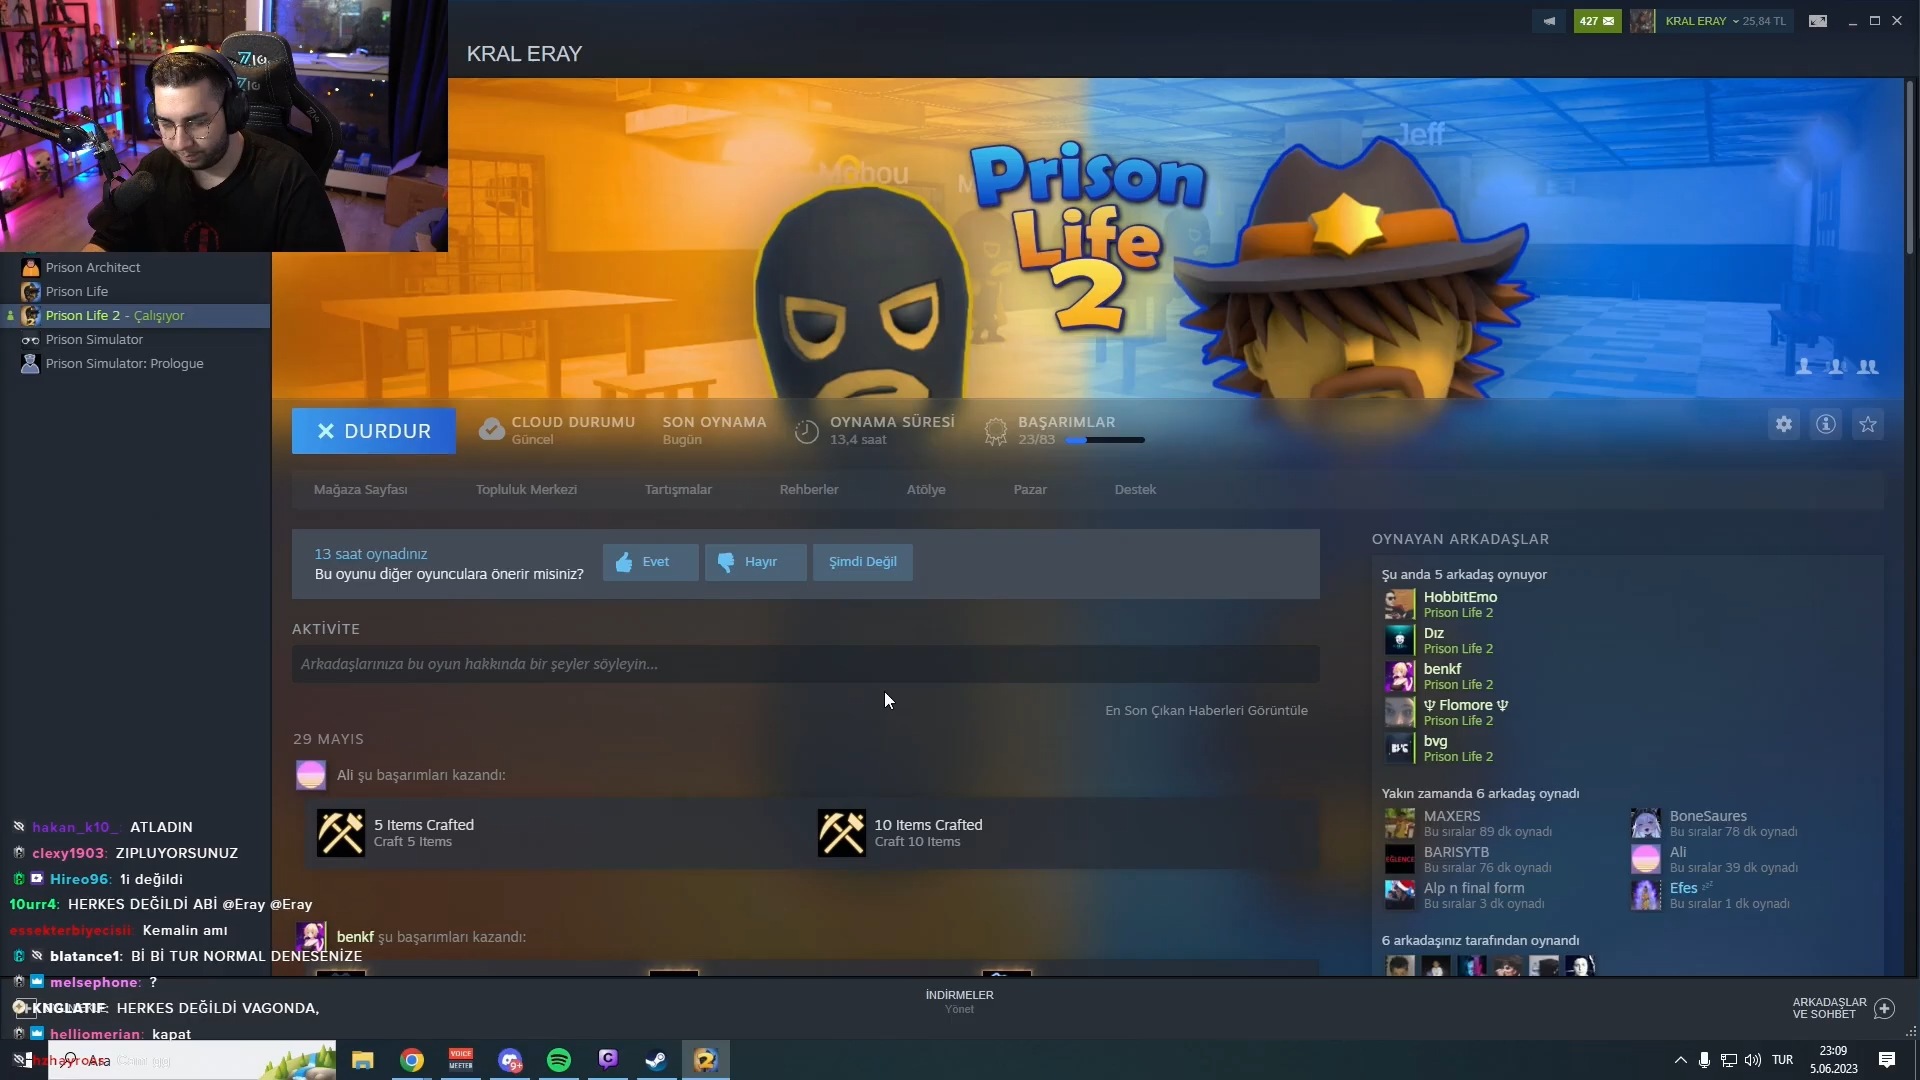 427
KRAL ERAY
25,84 TL
KRAL ERAY
Jeff
Prison
Life
2
Prison Architect
Prison Life
Prison Life 2 - Çalışıyor
Prison Simulator
Prison Simulator: Prologue
DURDUR
CLOUD DURUMU
Güncel
SON OYNAMA
Bugün
OYNAMA SÜRESİ
13,4 saat
BAŞARIMLAR
23/83
Mağaza Sayfası
Topluluk Merkezi
Tartışmalar
Rehberler
Atölye
Pazar
Destek
13 saat oynadınız
Bu oyunu diğer oyunculara önerir misiniz?
Evet
Hayır
Şimdi Değil
AKTİVİTE
Arkadaşlarınıza bu oyun hakkında bir şeyler söyleyin...
En Son Çıkan Haberleri Görüntüle
29 MAYIS
Ali şu başarımları kazandı:
5 Items Crafted
Craft 5 Items
10 Items Crafted
Craft 10 Items
benkf şu başarımları kazandı:
OYNAYAN ARKADAŞLAR
Şu anda 5 arkadaş oynuyor
HobbitEmo
Prison Life 2
Dız
Prison Life 2
benkf
Prison Life 2
Ψ Flomore Ψ
Prison Life 2
bvg
Prison Life 2
Yakın zamanda 6 arkadaş oynadı
MAXERS
Bu sıralar 89 dk oynadı
BoneSaures
Bu sıralar 78 dk oynadı
BARISYTB
Bu sıralar 76 dk oynadı
Ali
Bu sıralar 39 dk oynadı
Alp n final form
Bu sıralar 3 dk oynadı
Efes
Bu sıralar 1 dk oynadı
6 arkadaşınız tarafından oynandı
hakan_k10_: ATLADIN
clexy1903: ZIPLUYORSUNUZ
Hireo96: 1i değildi
10urr4: HERKES DEĞİLDİ ABİ @Eray @Eray
essekterbiyecisii: Kemalin amı
blatance1: Bİ Bİ TUR NORMAL DENESENİZE
melsephone: ?
KNGLATIF: HERKES DEĞİLDİ VAGONDA,
helliomerian: kapat
Ara
İNDİRMELER
Yönet
ARKADAŞLAR
VE SOHBET
VOICE
MEETER
9+
TUR
23:09
5.06.2023